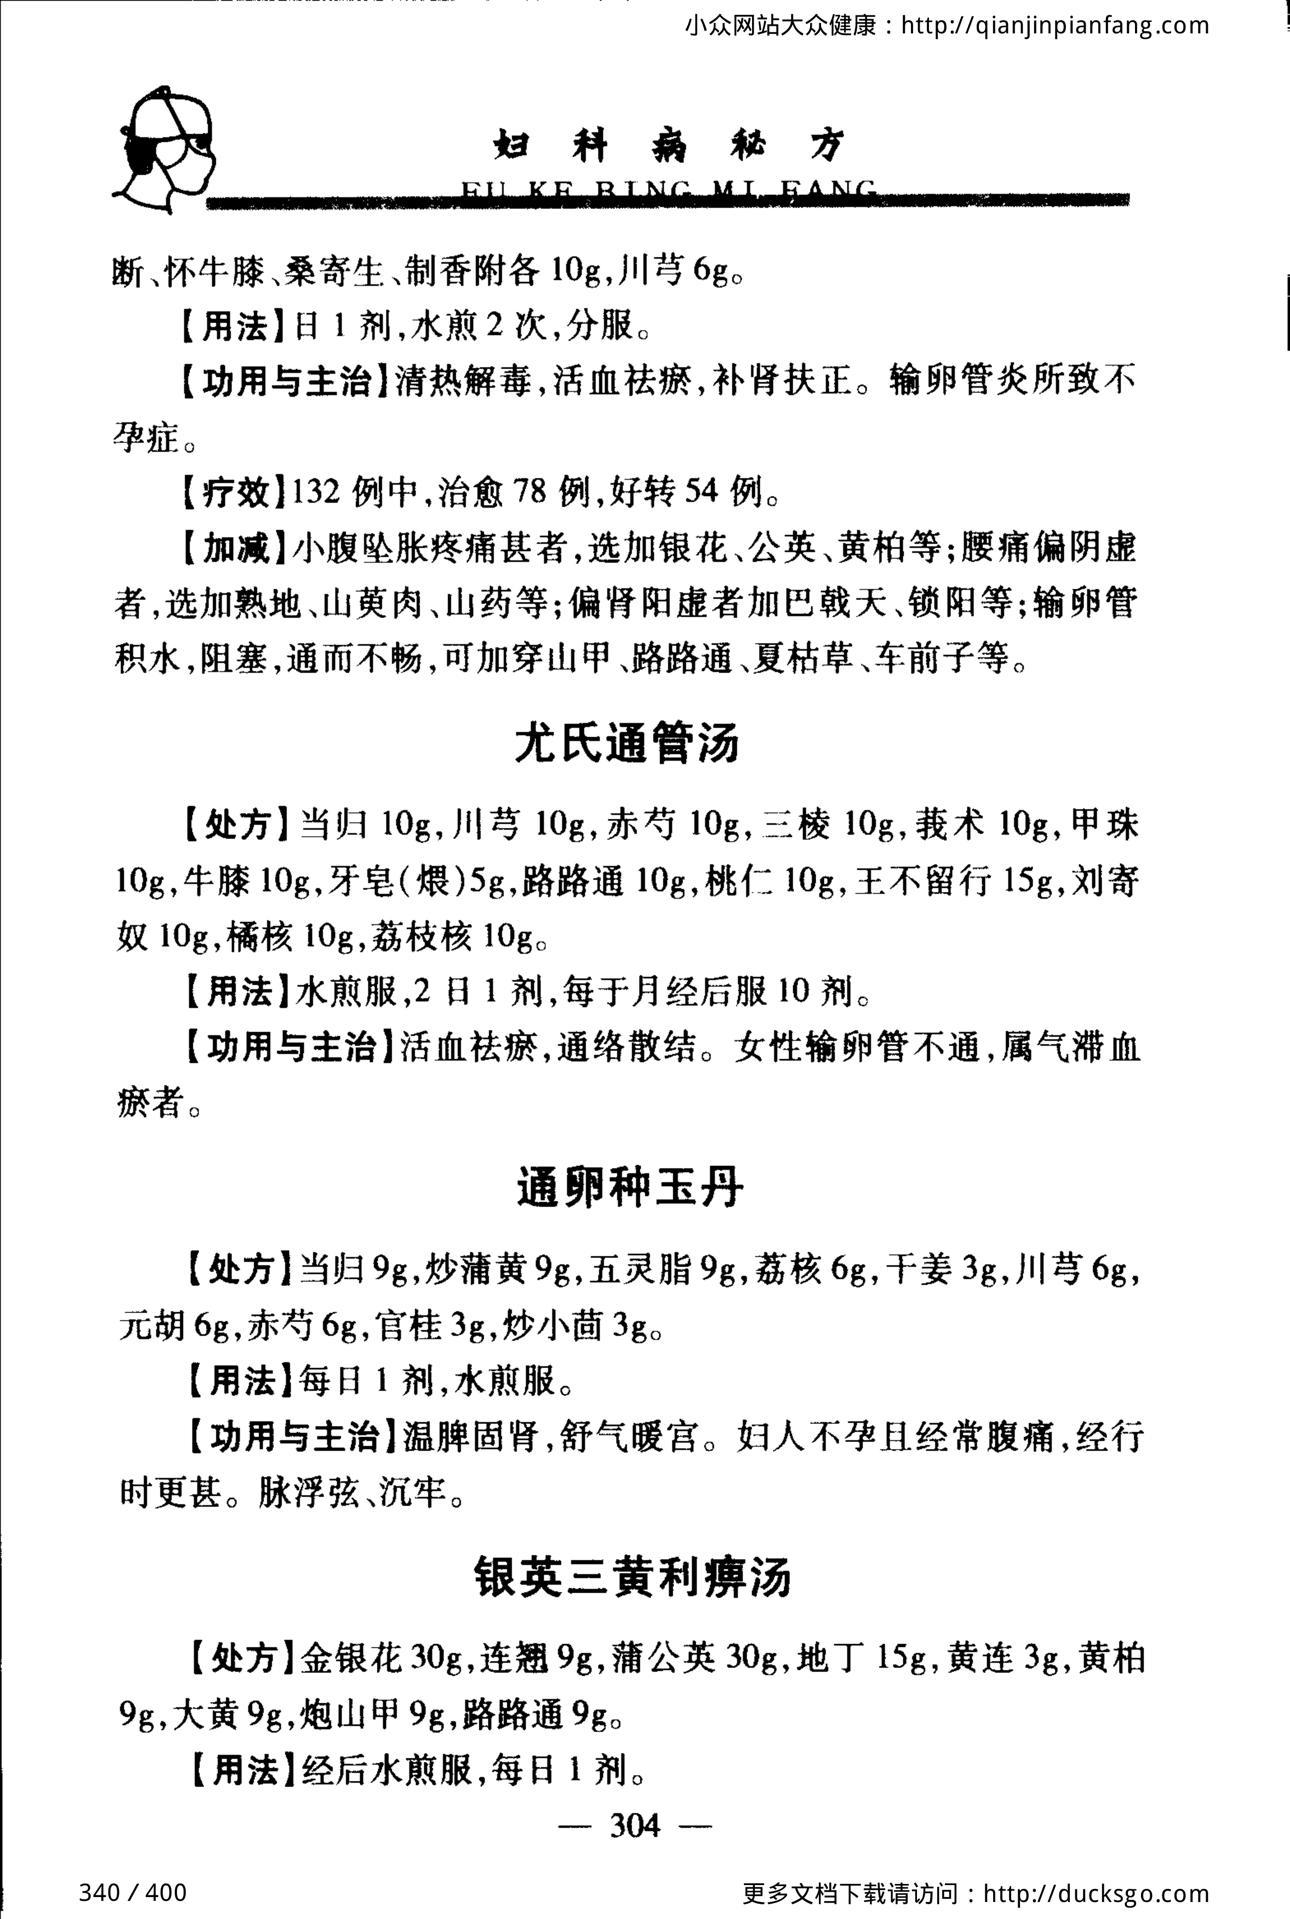 小众网站大众健康：http://qianjinpianfang.com
妇科病秘方
FU KE BING MI FANG
断、怀牛膝、桑寄生、制香附各 10g,川芎 6g。
【用法】日 1 剂,水煎 2 次,分服。
【功用与主治】清热解毒,活血祛瘀,补肾扶正。输卵管炎所致不
孕症。
【疗效】132 例中,治愈 78 例,好转 54 例。
【加减】小腹坠胀疼痛甚者,选加银花、公英、黄柏等;腰痛偏阴虚
者,选加熟地、山萸肉、山药等;偏肾阳虚者加巴戟天、锁阳等;输卵管
积水,阻塞,通而不畅,可加穿山甲、路路通、夏枯草、车前子等。
尤氏通管汤
【处方】当归 10g,川芎 10g,赤芍 10g,三棱 10g,莪术 10g,甲珠
10g,牛膝 10g,牙皂(煨)5g,路路通 10g,桃仁 10g,王不留行 15g,刘寄
奴 10g,橘核 10g,荔枝核 10g。
【用法】水煎服,2 日 1 剂,每于月经后服 10 剂。
【功用与主治】活血祛瘀,通络散结。女性输卵管不通,属气滞血
瘀者。
通卵种玉丹
【处方】当归 9g,炒蒲黄 9g,五灵脂 9g,荔核 6g,干姜 3g,川芎 6g,
元胡 6g,赤芍 6g,官桂 3g,炒小茴 3g。
【用法】每日 1 剂,水煎服。
【功用与主治】温脾固肾,舒气暖宫。妇人不孕且经常腹痛,经行
时更甚。脉浮弦、沉牢。
银英三黄利痹汤
【处方】金银花 30g,连翘 9g,蒲公英 30g,地丁 15g,黄连 3g,黄柏
9g,大黄 9g,炮山甲 9g,路路通 9g。
【用法】经后水煎服,每日 1 剂。
— 304 —
340 / 400
更多文档下载请访问：http://ducksgo.com